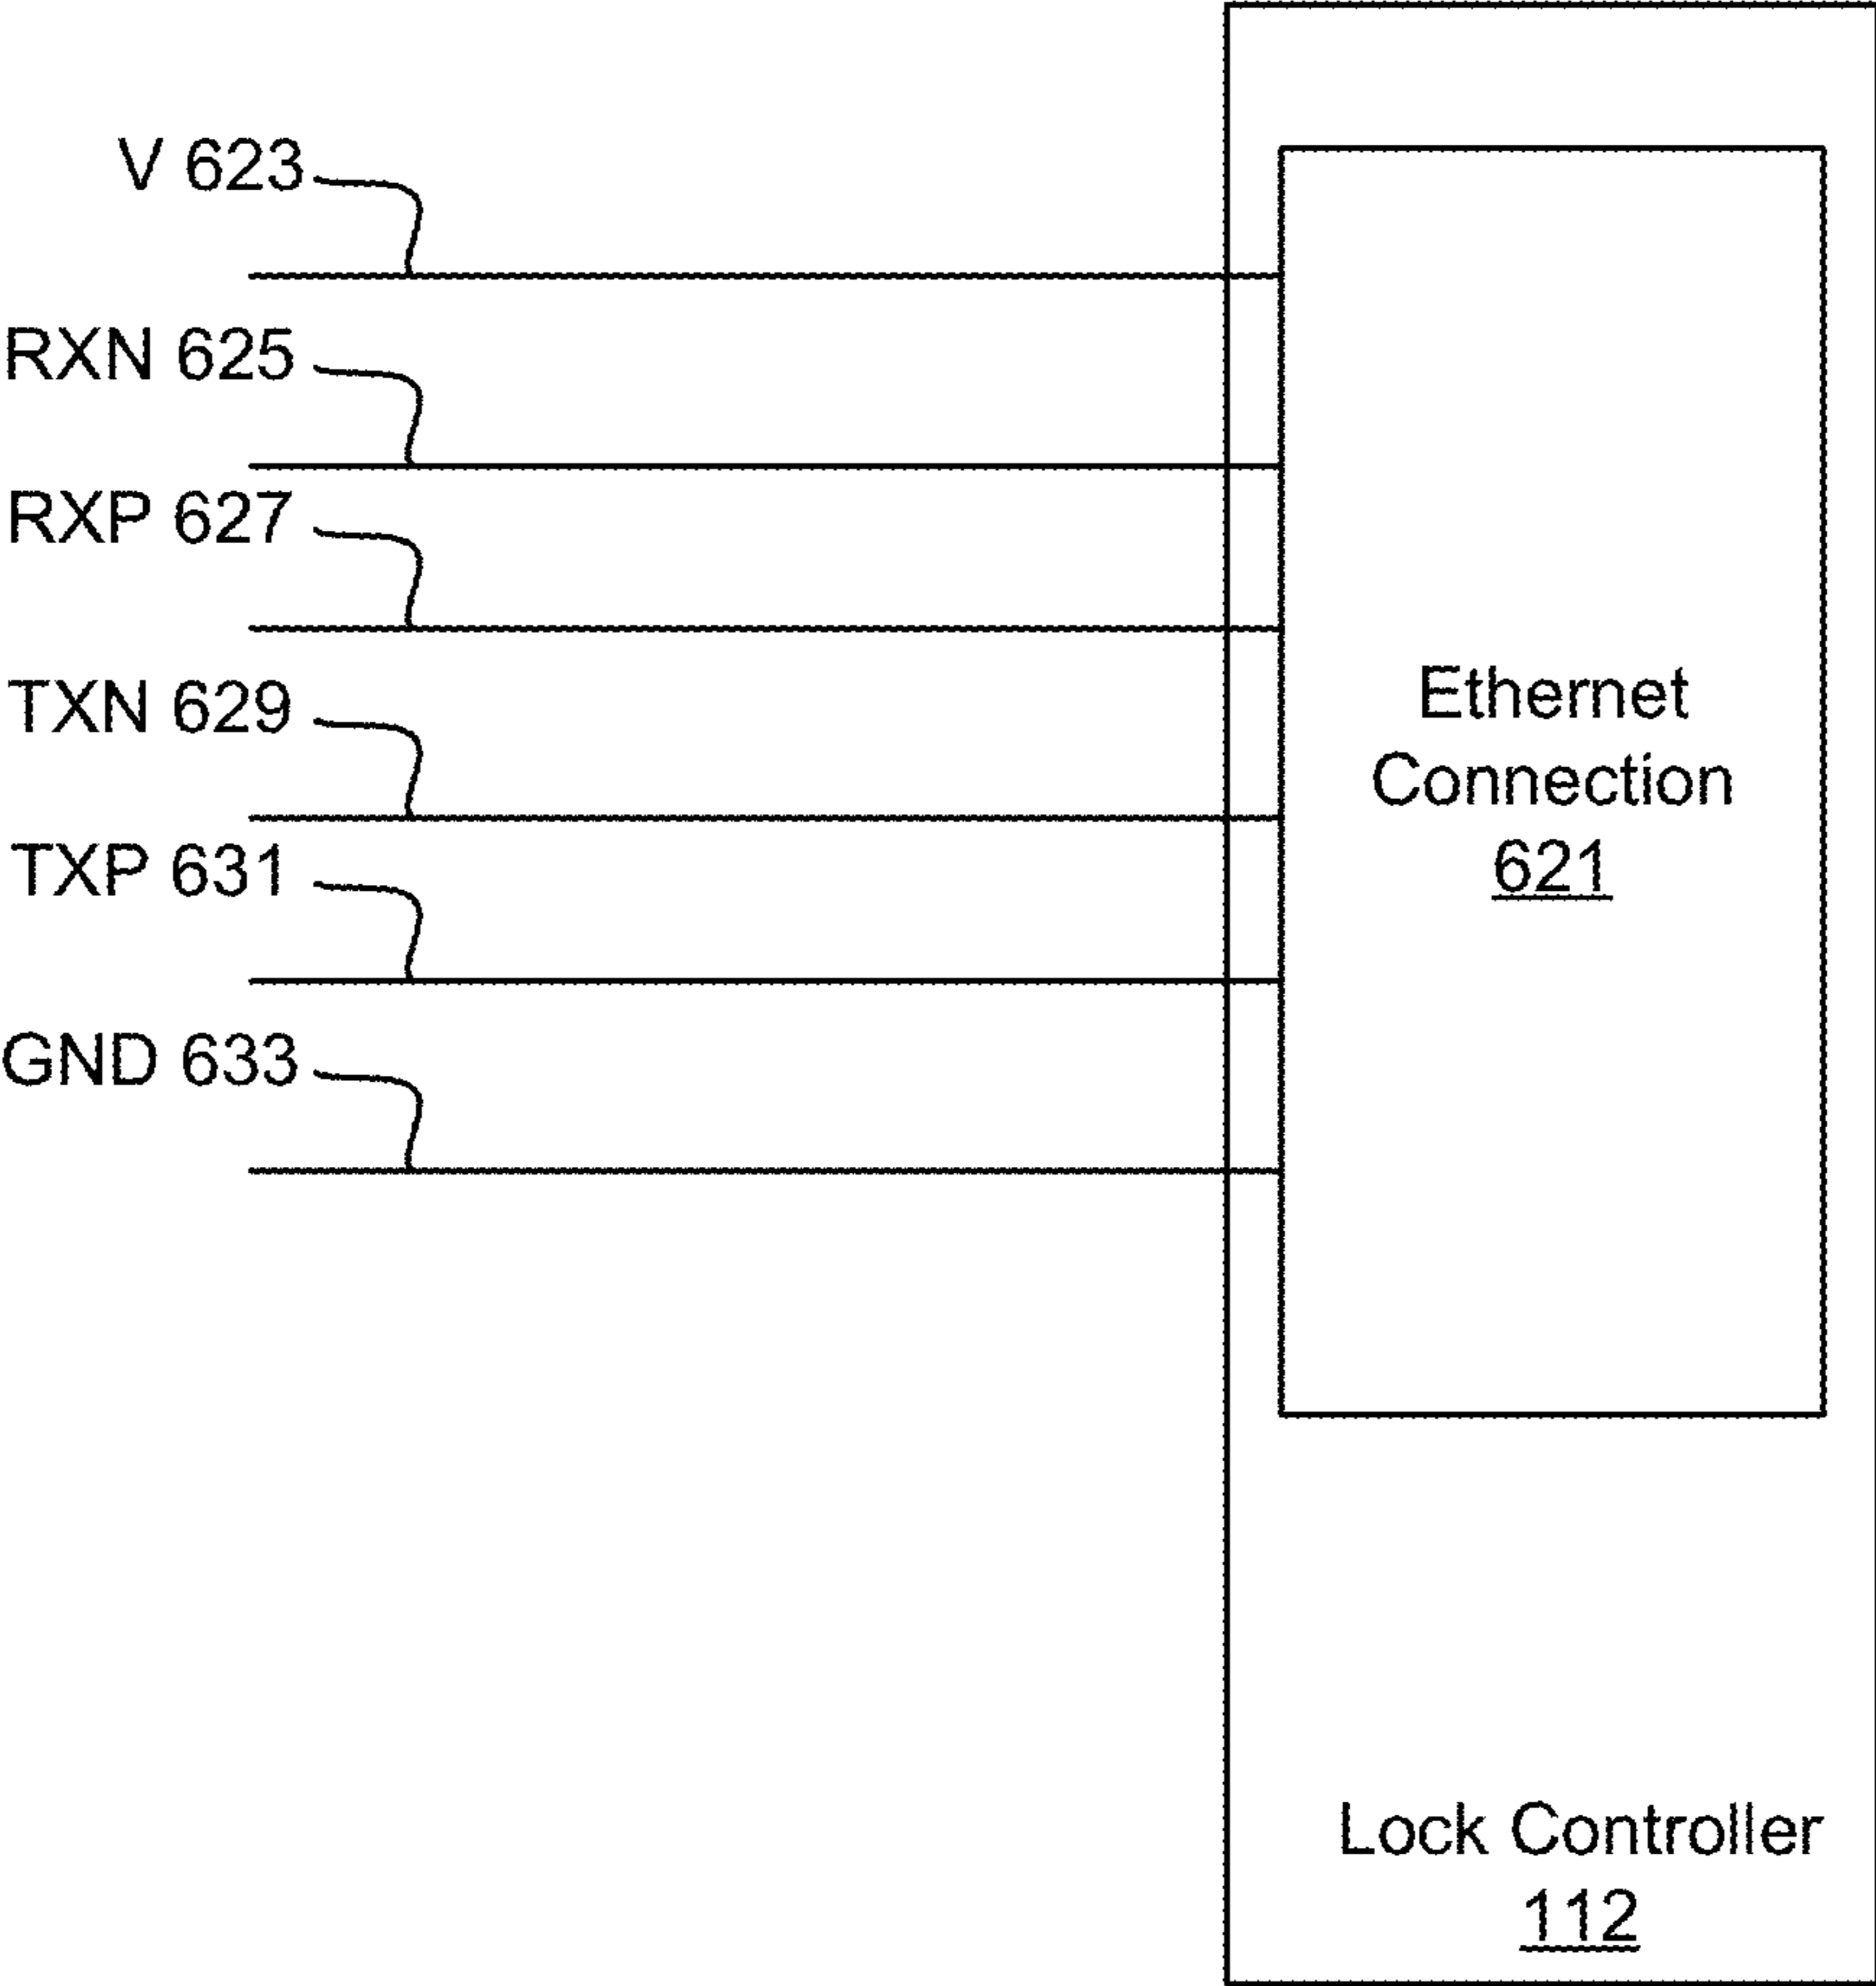 V 623
RXN 625
RXP 627
TXN 629
TXP 631
GND 633
Ethernet
Connection
621
Lock Controller
112